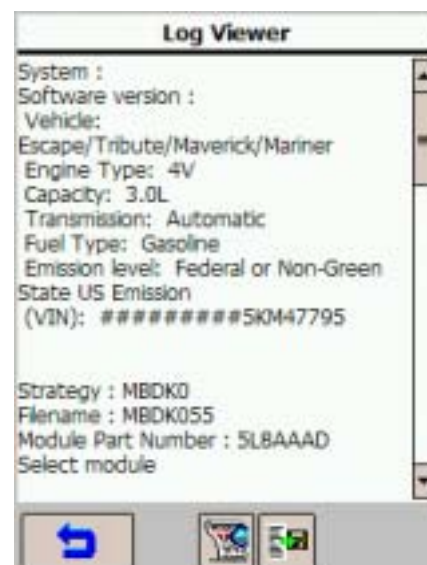 Log Viewer
System :
Software version :
Vehicle:
Escape/Tribute/Maverick/Mariner
Engine Type: 4V
Capacity: 3.0L
Transmission: Automatic
Fuel Type: Gasoline
Emission level: Federal or Non-Green
State US Emission
(VIN): #########5KM47795
Strategy : MBDK0
Filename : MBDK055
Module Part Number : 5L8AAAD
Select module